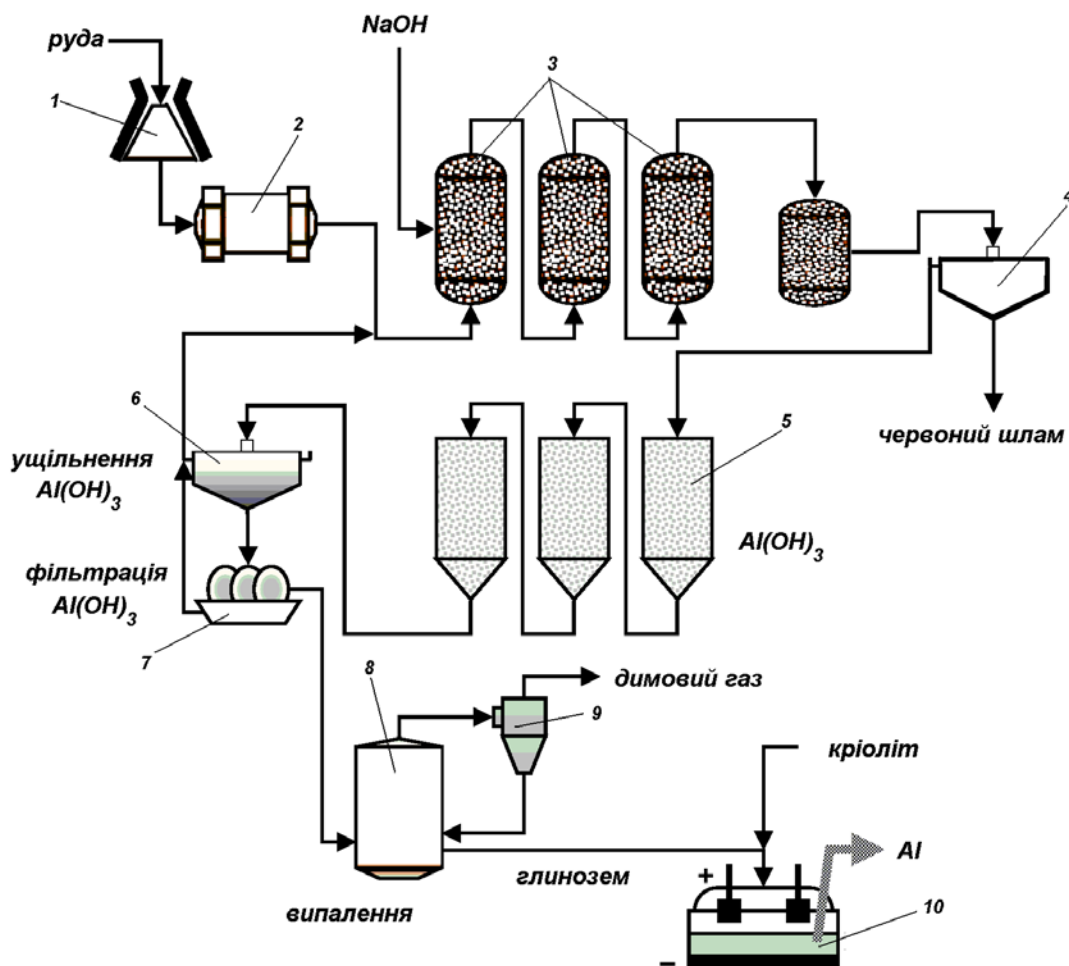 руда
NaOH
1
2
3
4
червоний шлам
6
ущільнення
Al(OH)3
5
Al(OH)3
фільтрація
Al(OH)3
7
8
димовий газ
9
кріоліт
Al
глинозем
+
випалення
10
–